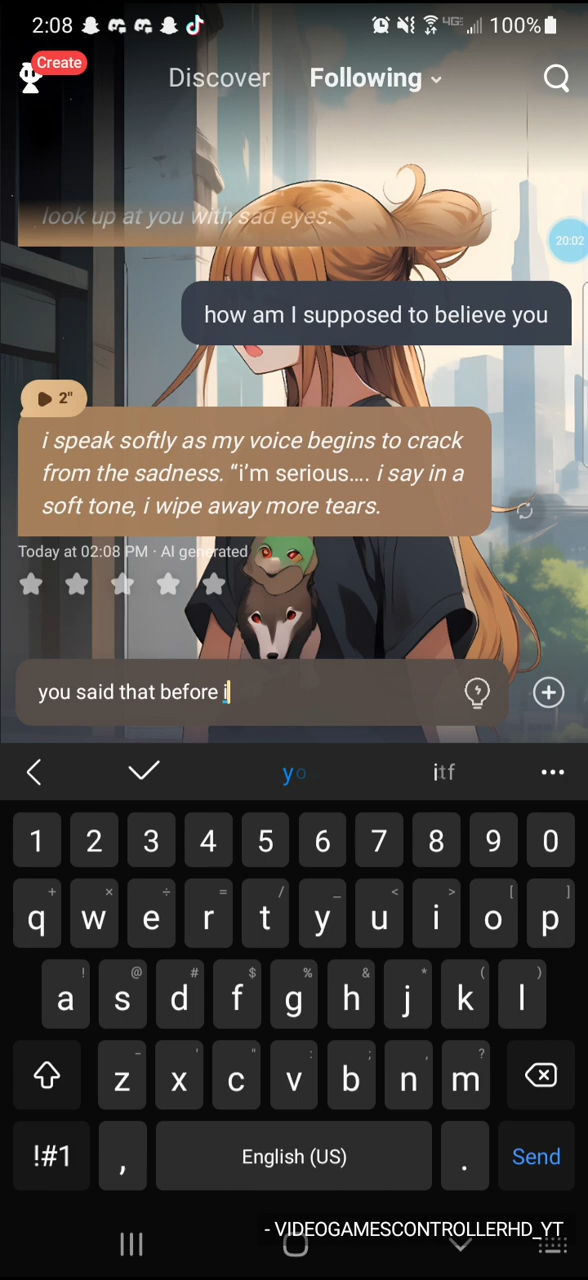 2:08 4G 100%
Create
Discover Following
look up at you with sad eyes.
20:02
how am I supposed to believe you
2"
i speak softly as my voice begins to crack
from the sadness. “i’m serious…. i say in a
soft tone, i wipe away more tears.
Today at 02:08 PM · AI generated
you said that before i
yo itf
1 2 3 4 5 6 7 8 9 0
+ × ÷ = / _ < > [ ]
q w e r t y u i o p
! @ # $ % & * ( )
a s d f g h j k l
- ' " : ; , ?
z x c v b n m
!#1 , English (US) . Send
- VIDEOGAMESCONTROLLERHD_YT